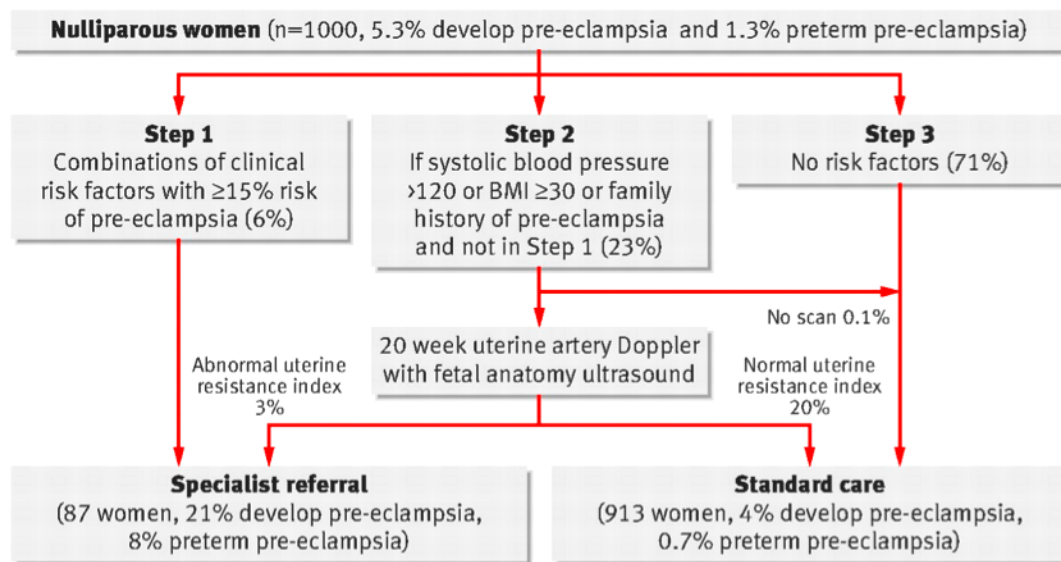 Nulliparous women (n=1000, 5.3% develop pre-eclampsia and 1.3% preterm pre-eclampsia)
Step 1
Combinations of clinical
risk factors with ≥15% risk
of pre-eclampsia (6%)
Step 2
If systolic blood pressure
>120 or BMI ≥30 or family
history of pre-eclampsia
and not in Step 1 (23%)
Step 3
No risk factors (71%)
No scan 0.1%
20 week uterine artery Doppler
with fetal anatomy ultrasound
Abnormal uterine
resistance index
3%
Normal uterine
resistance index
20%
Specialist referral
(87 women, 21% develop pre-eclampsia,
8% preterm pre-eclampsia)
Standard care
(913 women, 4% develop pre-eclampsia,
0.7% preterm pre-eclampsia)